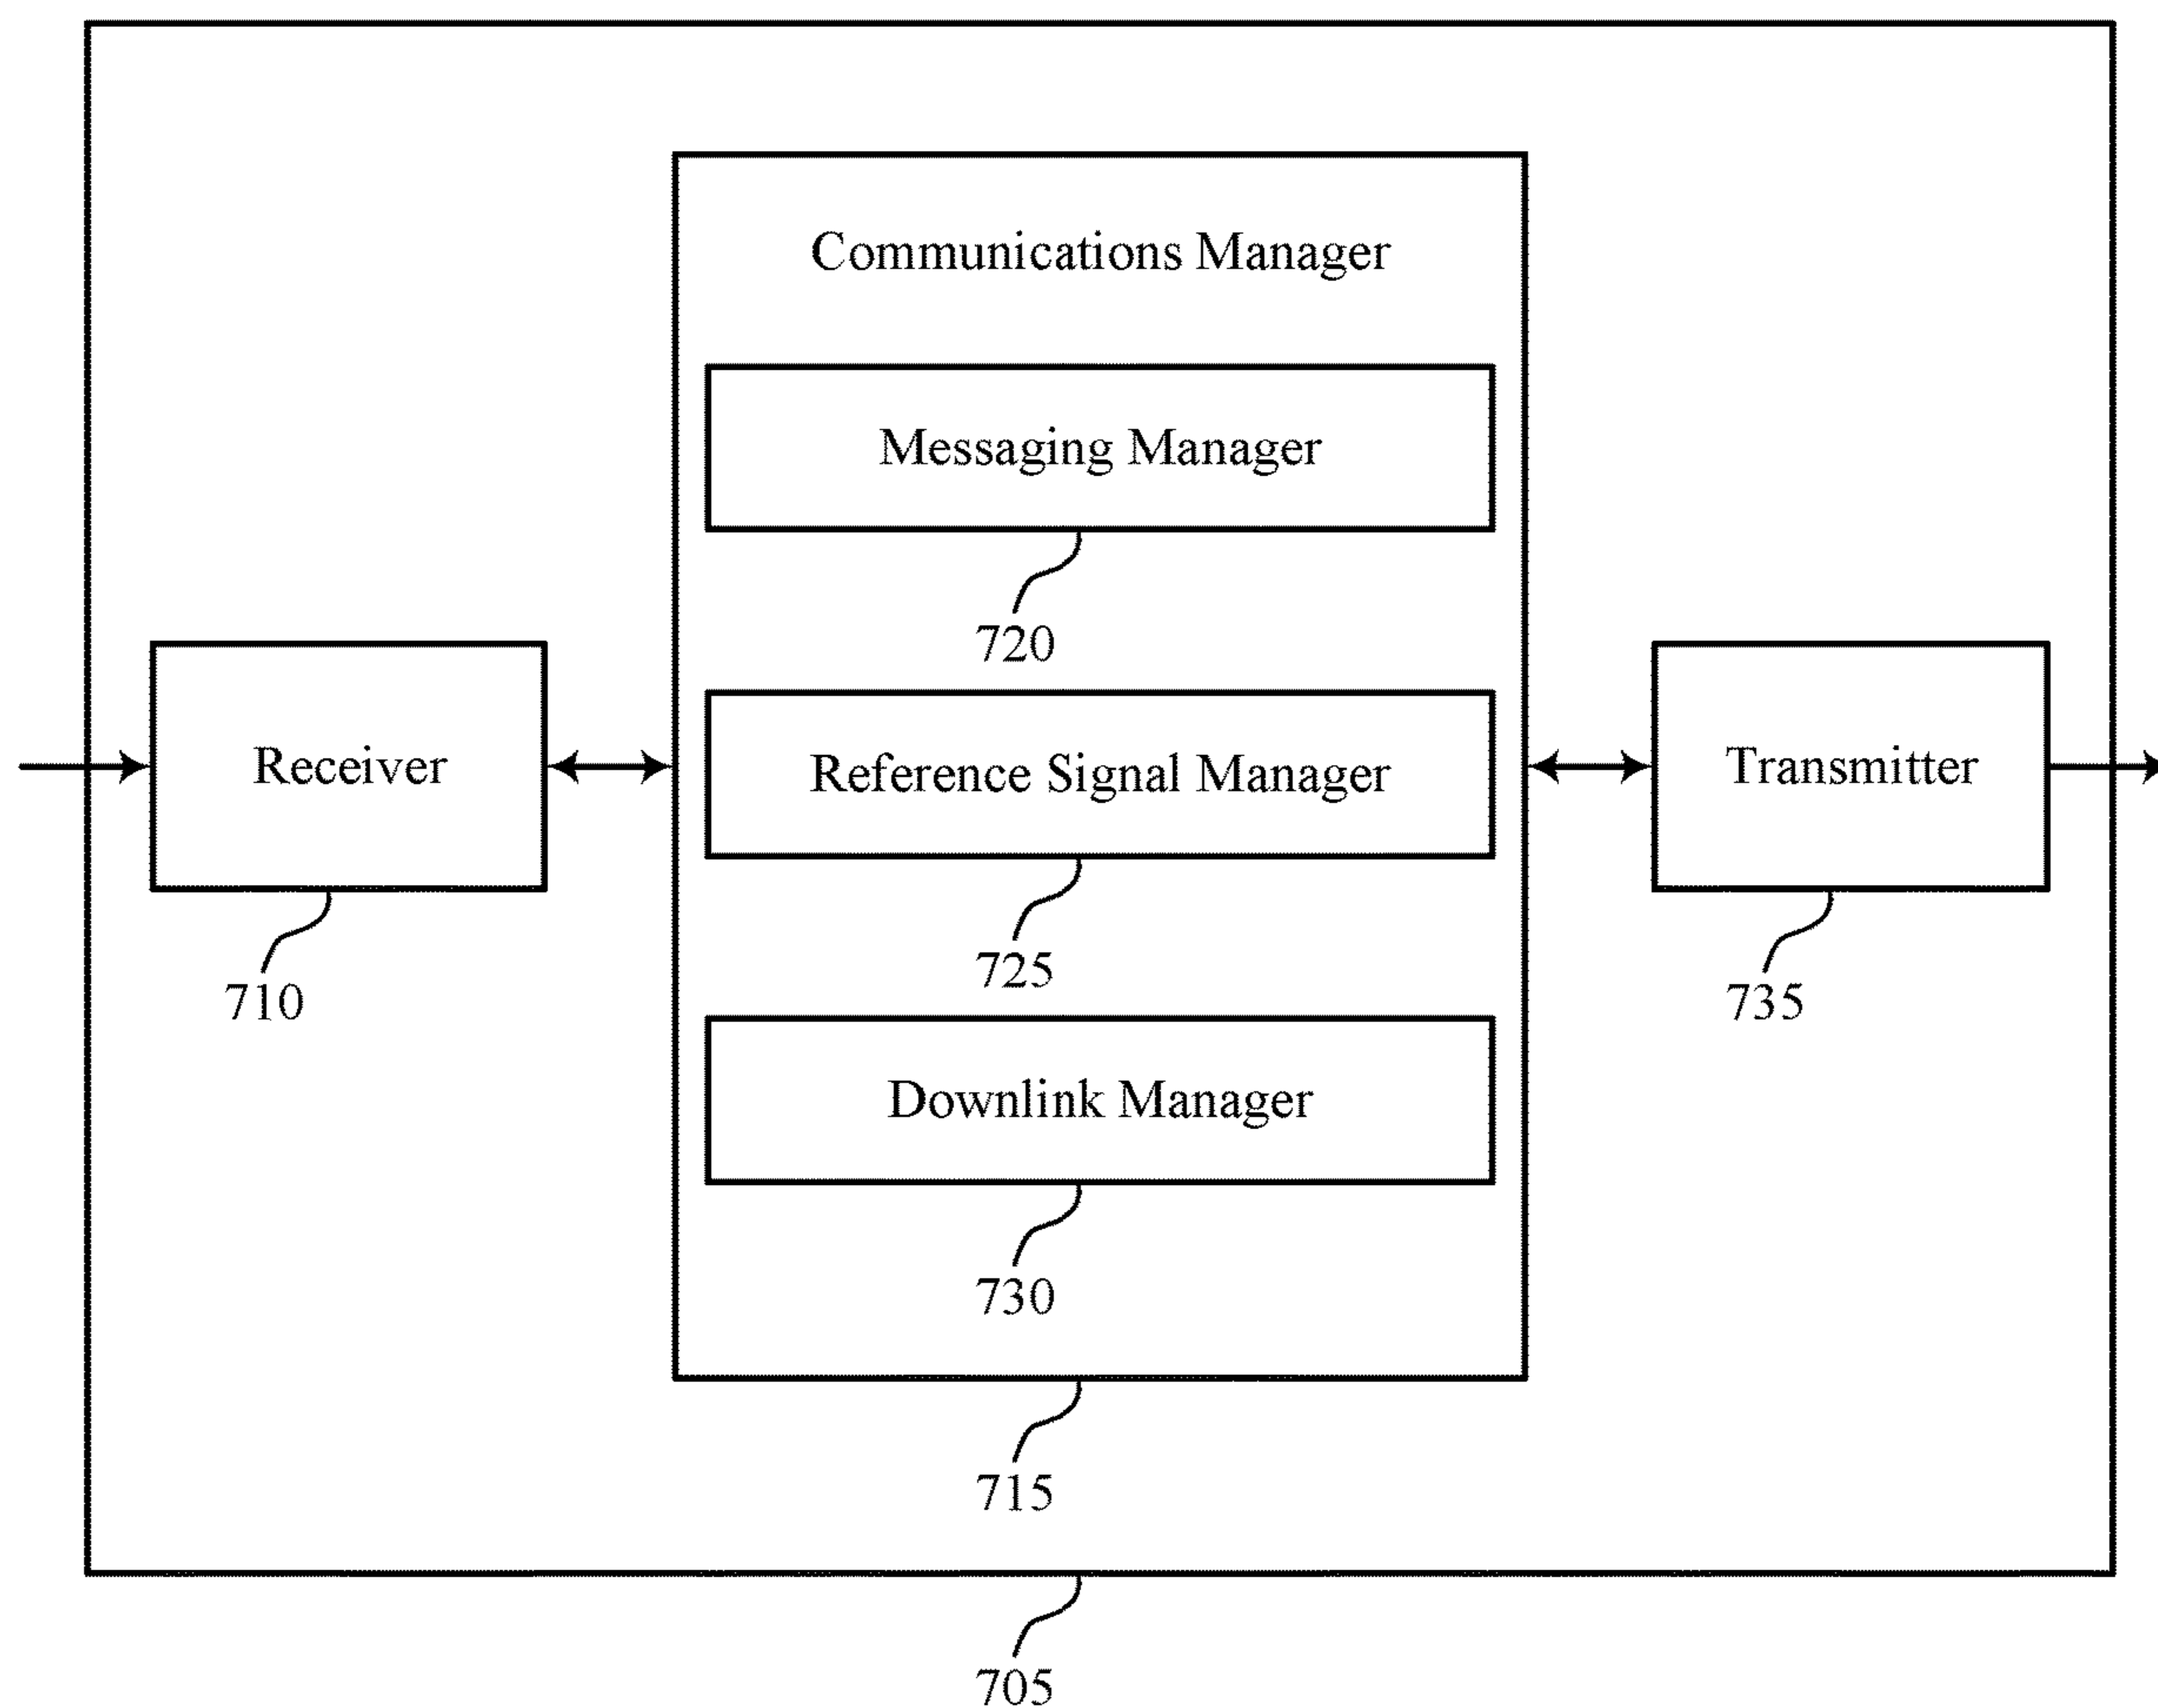 Communications Manager
Messaging Manager
720
Receiver
710
Reference Signal Manager
725
Transmitter
735
Downlink Manager
730
715
705